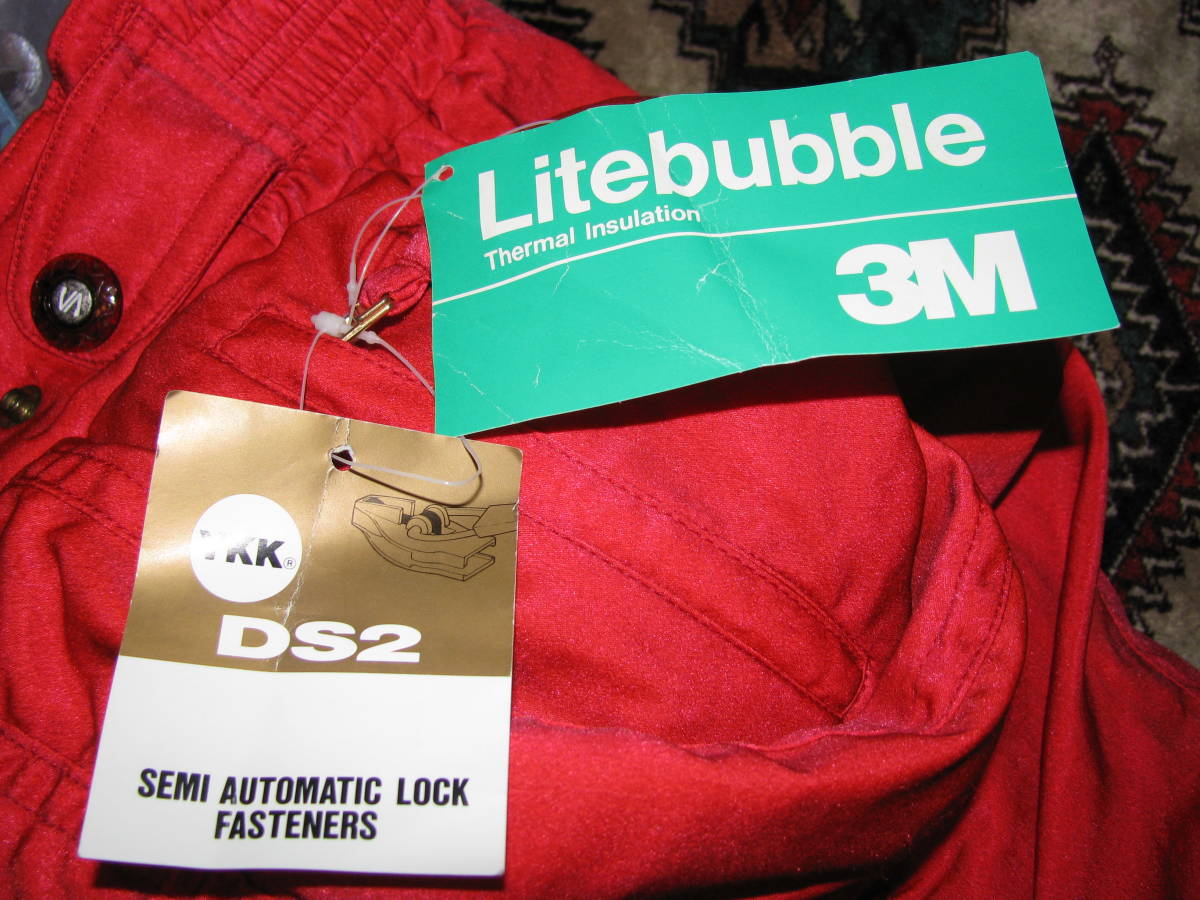 Litebubble
Thermal Insulation
3M
YKK®
DS2
SEMI AUTOMATIC LOCK
FASTENERS